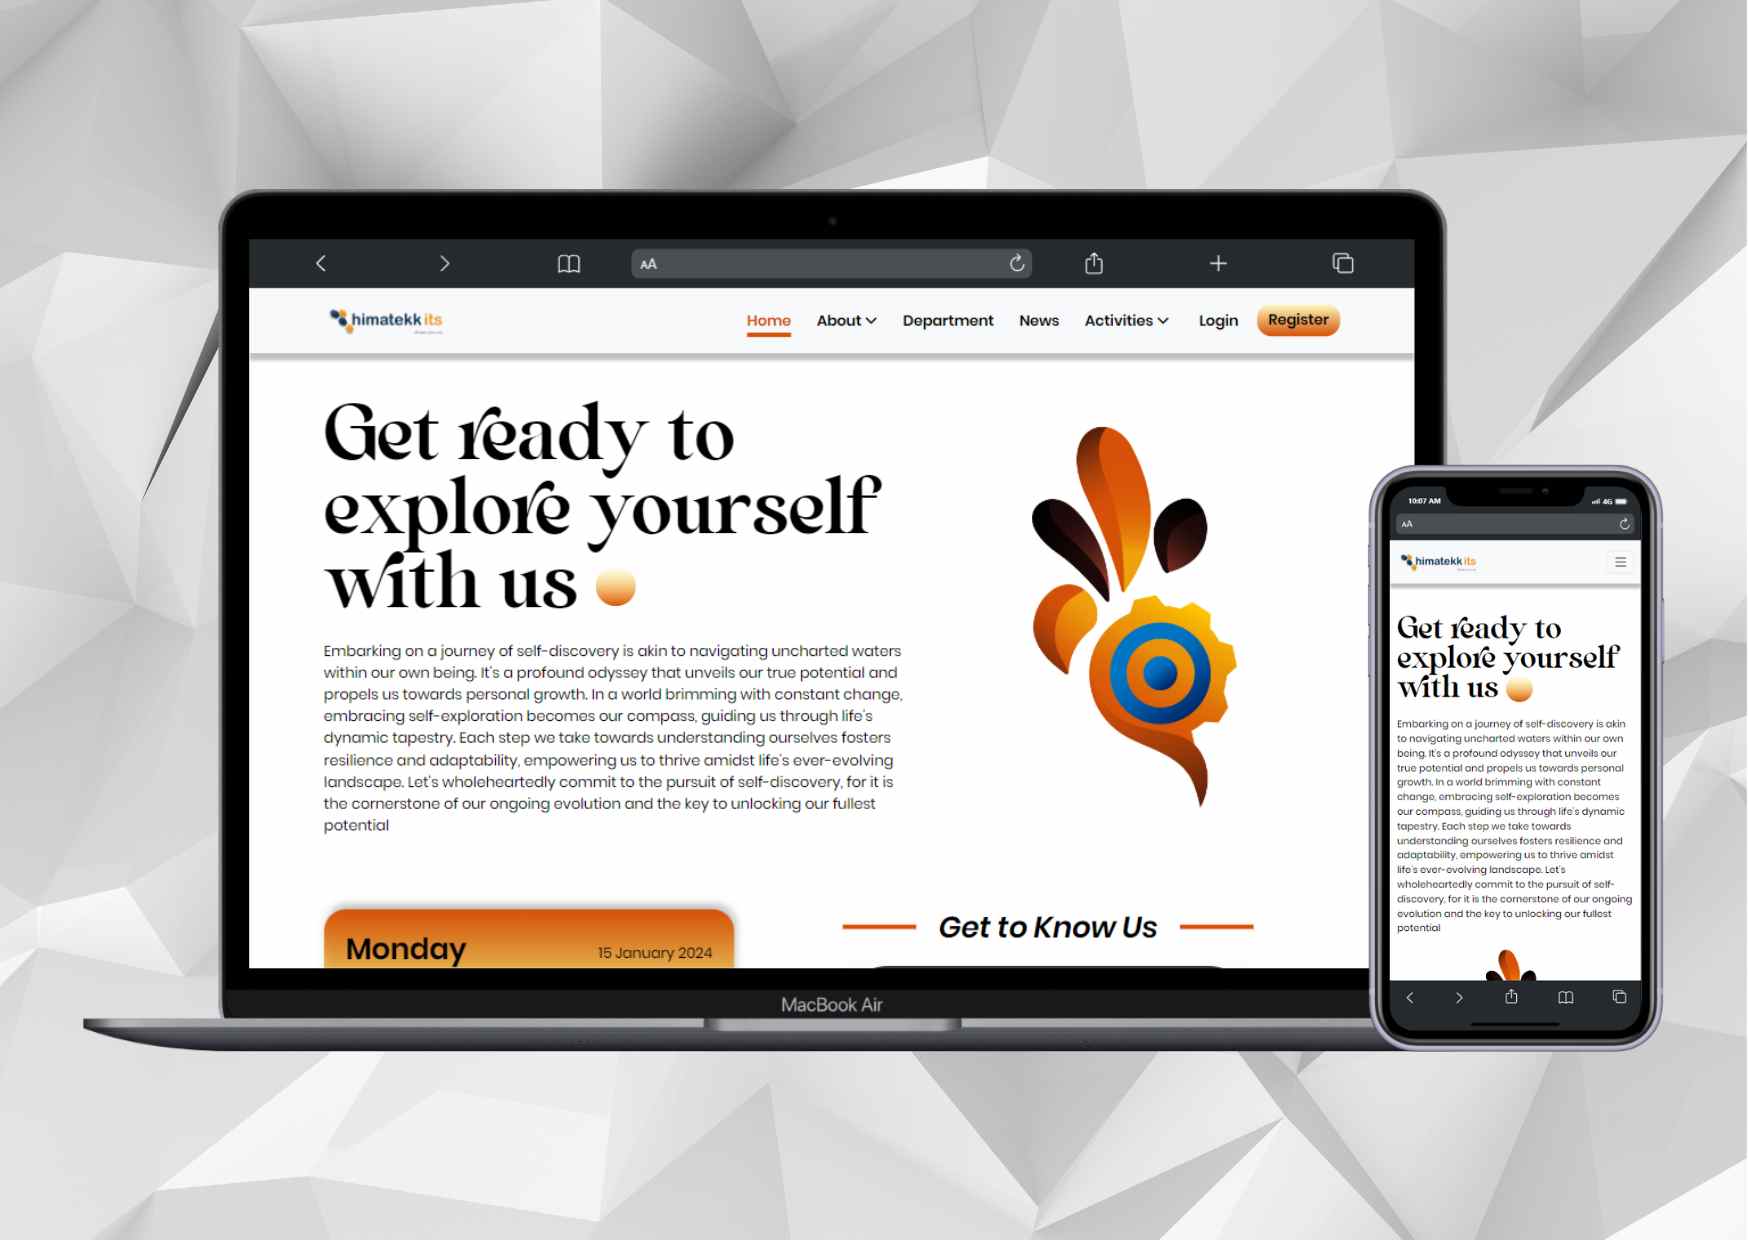 AA
himatekk its
Home About Department News Activities Login Register
Get ready to
explore yourself
with us
Embarking on a journey of self-discovery is akin to navigating uncharted waters
within our own being. It's a profound odyssey that unveils our true potential and
propels us towards personal growth. In a world brimming with constant change,
embracing self-exploration becomes our compass, guiding us through life's
dynamic tapestry. Each step we take towards understanding ourselves fosters
resilience and adaptability, empowering us to thrive amidst life's ever-evolving
landscape. Let's wholeheartedly commit to the pursuit of self-discovery, for it is
the cornerstone of our ongoing evolution and the key to unlocking our fullest
potential
Monday
15 January 2024
Get to Know Us
MacBook Air
10:07 AM
4G
AA
himatekk its
Get ready to
explore yourself
with us
Embarking on a journey of self-discovery is akin
to navigating uncharted waters within our own
being. It's a profound odyssey that unveils our
true potential and propels us towards personal
growth. In a world brimming with constant
change, embracing self-exploration becomes
our compass, guiding us through life's dynamic
tapestry. Each step we take towards
understanding ourselves fosters resilience and
adaptability, empowering us to thrive amidst
life's ever-evolving landscape. Let's
wholeheartedly commit to the pursuit of self-
discovery, for it is the cornerstone of our ongoing
evolution and the key to unlocking our fullest
potential